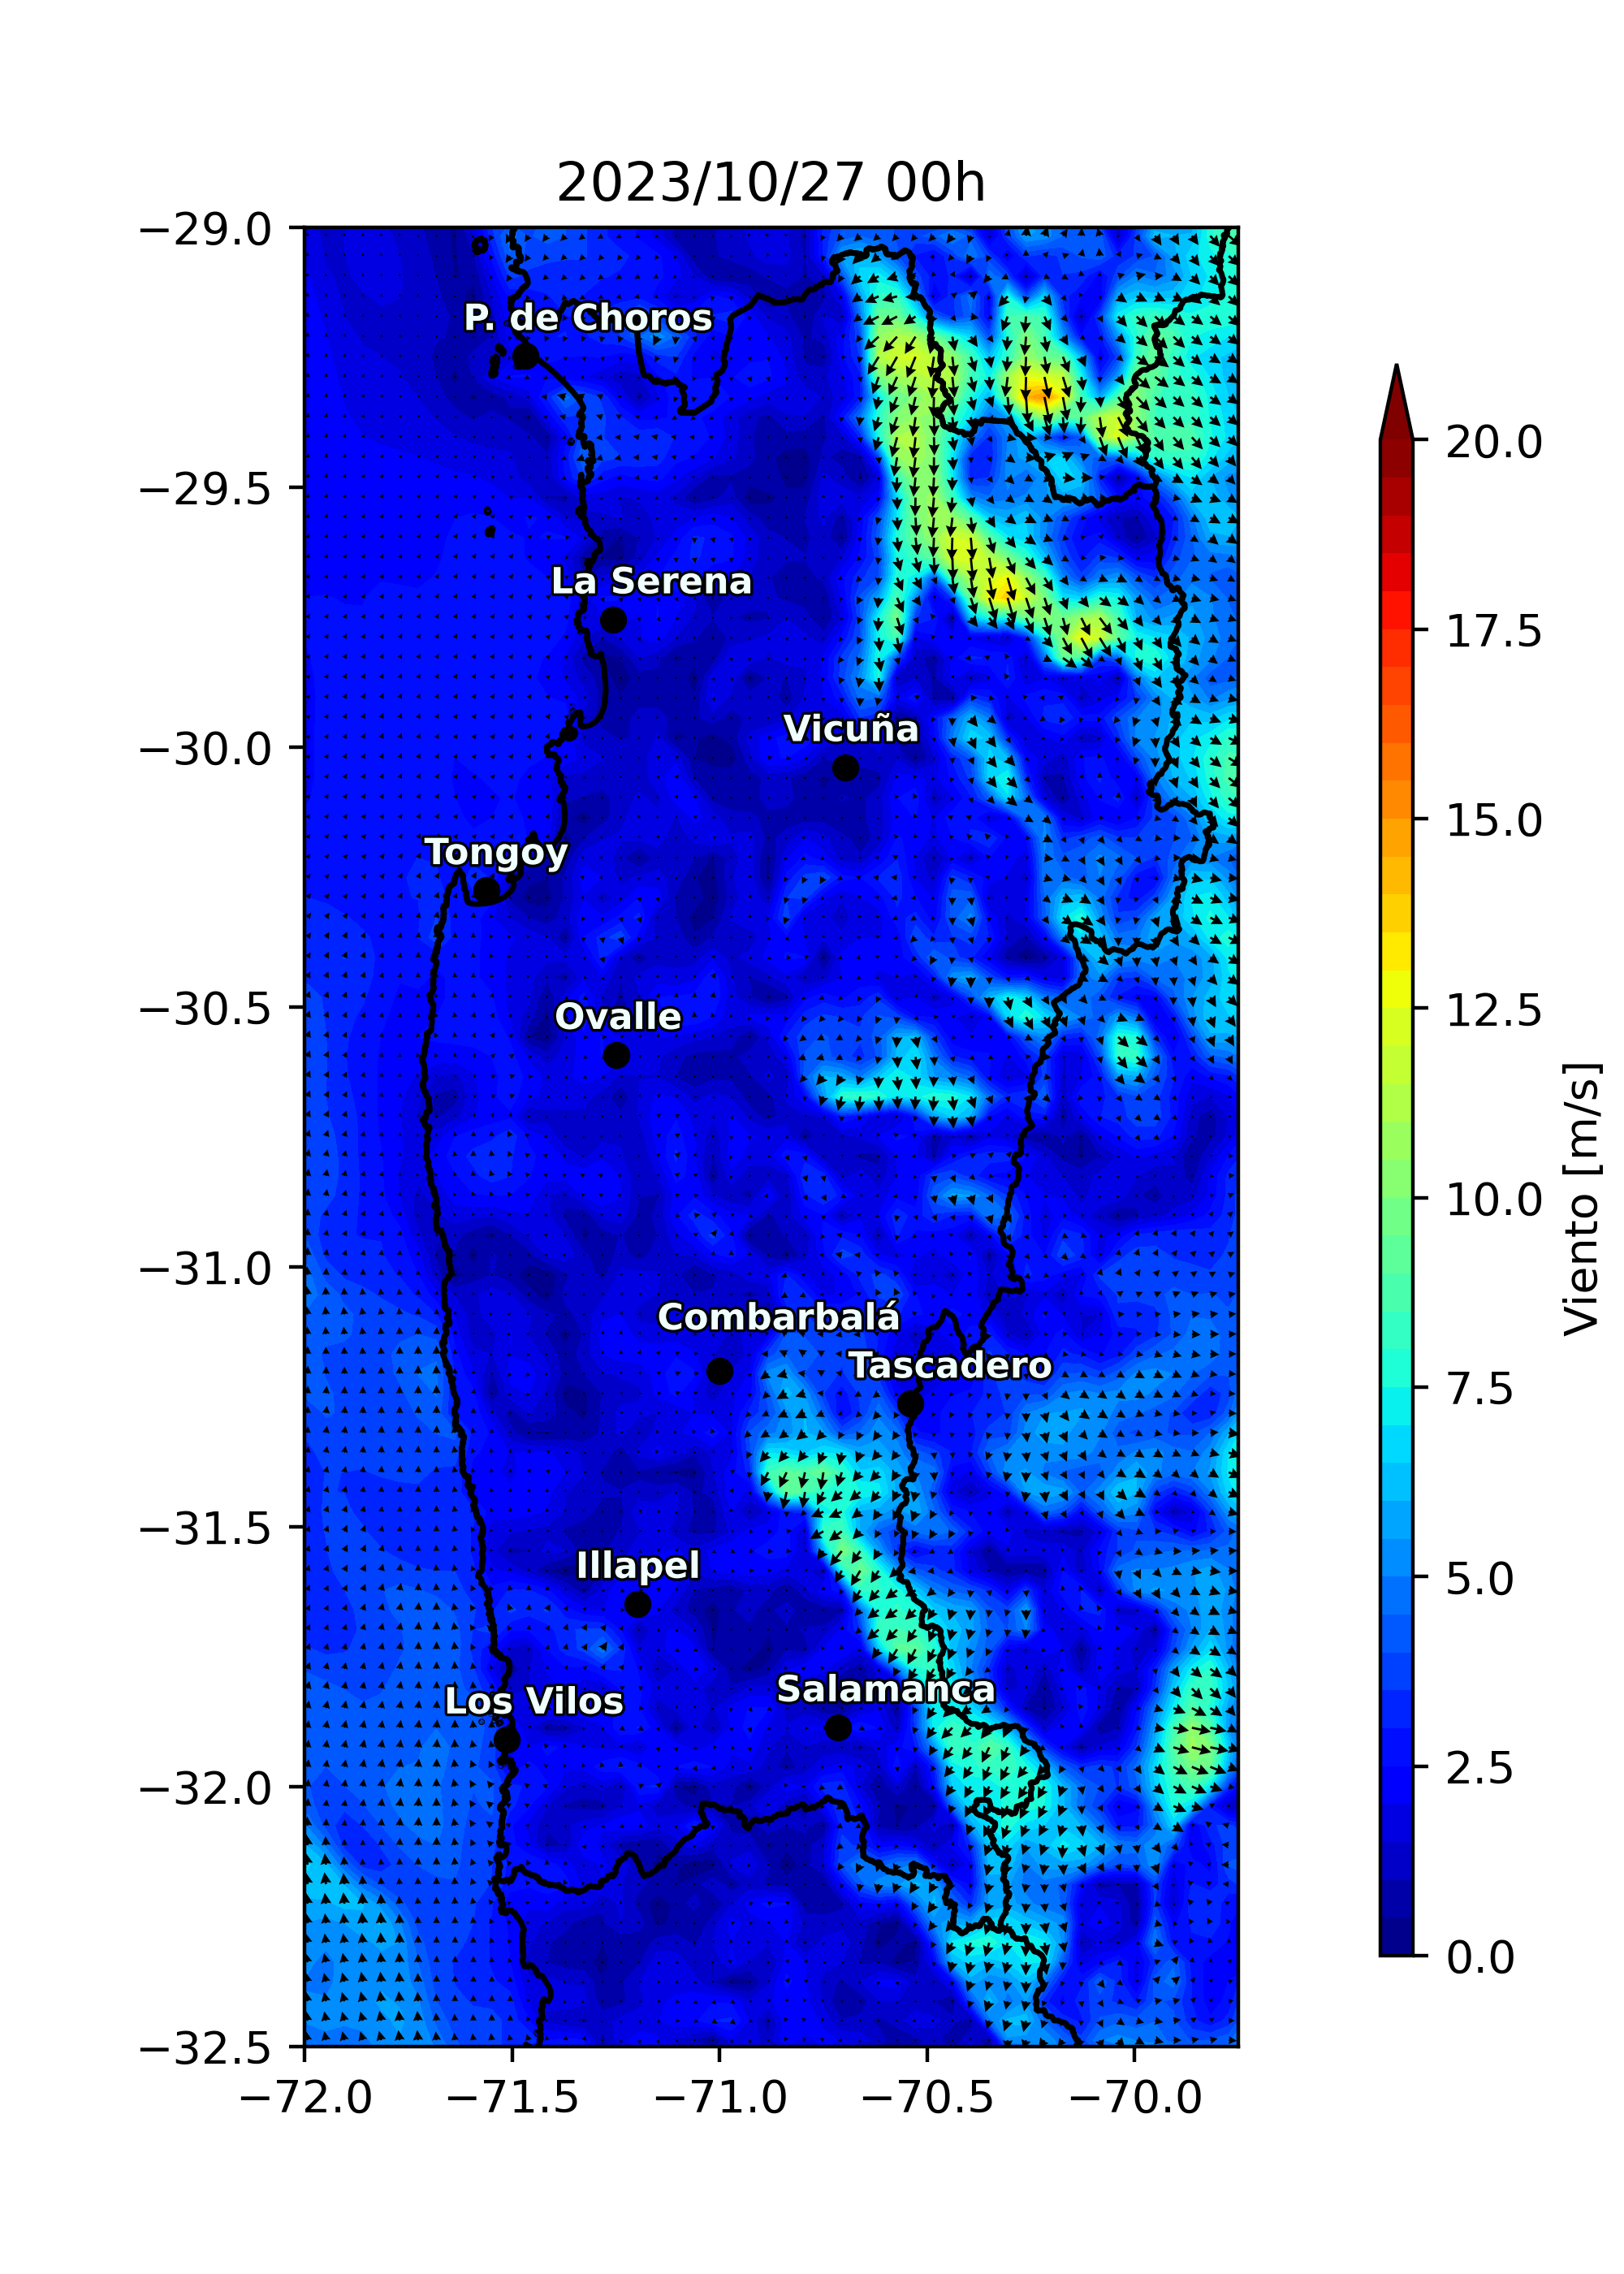 2023/10/27 00h
−29.0
−29.5
−30.0
−30.5
−31.0
−31.5
−32.0
−32.5
−72.0
−71.5
−71.0
−70.5
−70.0
P. de Choros
La Serena
Vicuña
Tongoy
Ovalle
Combarbalá
Tascadero
Illapel
Salamanca
Los Vilos
20.0
17.5
15.0
12.5
10.0
7.5
5.0
2.5
0.0
Viento [m/s]